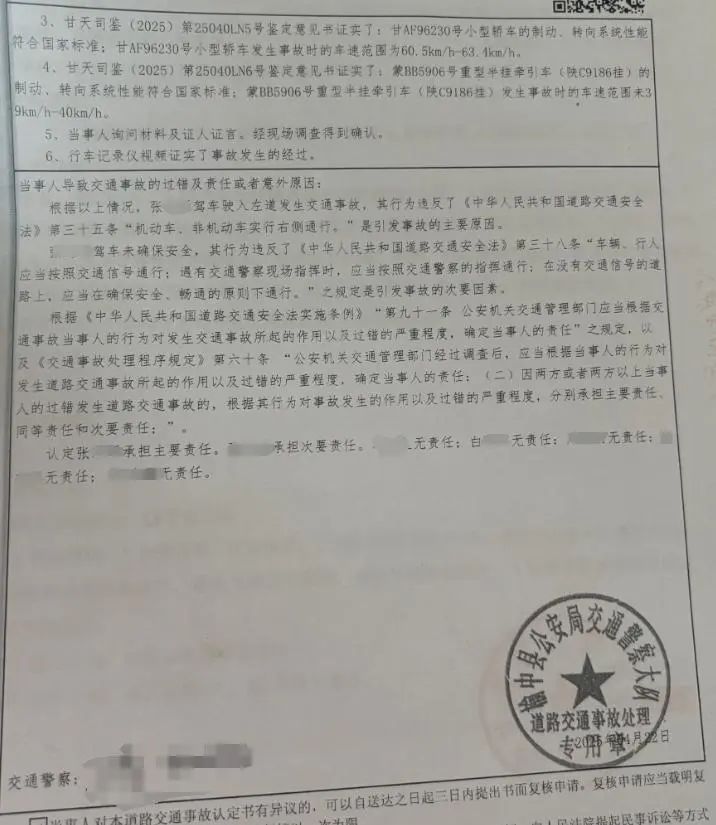 3、甘天司鉴（2025）第25040LN5号鉴定意见书证实了：甘AF96230号小型轿车的制动、转向系统性能
符合国家标准；甘AF96230号小型轿车发生事故时的车速范围为60.5km/h-63.4km/h。
4、甘天司鉴（2025）第25040LN6号鉴定意见书证实了：蒙BB5906号重型半挂牵引车（陕C9186挂）的
制动、转向系统性能符合国家标准；蒙BB5906号重型半挂牵引车（陕C9186挂）发生事故时的车速范围未3
9km/h-40km/h。
5、当事人询问材料及证人证言。经现场调查得到确认。
6、行车记录仪视频证实了事故发生的经过。
当事人导致交通事故的过错及责任或者意外原因：
根据以上情况，张 驾车驶入左道发生交通事故，其行为违反了《中华人民共和国道路交通安全
法》第三十五条“机动车、非机动车实行右侧通行。”是引发事故的主要原因。
驾车未确保安全，其行为违反了《中华人民共和国道路交通安全法》第三十八条“车辆、行人
应当按照交通信号通行；遇有交通警察现场指挥时，应当按照交通警察的指挥通行；在没有交通信号的道
路上，应当在确保安全、畅通的原则下通行。”之规定是引发事故的次要因素。
根据《中华人民共和国道路交通安全法实施条例》“第九十一条 公安机关交通管理部门应当根据交
通事故当事人的行为对发生交通事故所起的作用以及过错的严重程度，确定当事人的责任”之规定，以
及《交通事故处理程序规定》第六十条 “公安机关交通管理部门经过调查后，应当根据当事人的行为对
发生道路交通事故所起的作用以及过错的严重程度，确定当事人的责任；（二）因两方或者两方以上当事
人的过错发生道路交通事故的，根据其行为对事故发生的作用以及过错的严重程度，分别承担主要责任、
同等责任和次要责任；”。
认定张 承担主要责任。 承担次要责任。 无责任；白 无责任； 无责任；
无责任； 无责任。
榆中县公安局交通警察大队
道路交通事故处理
专用章
2025年04月22日
交通警察：
当事人对本道路交通事故认定书有异议的，可以自送达之日起三日内提出书面复核申请。复核申请应当载明复
人民法院提起民事诉讼等方式